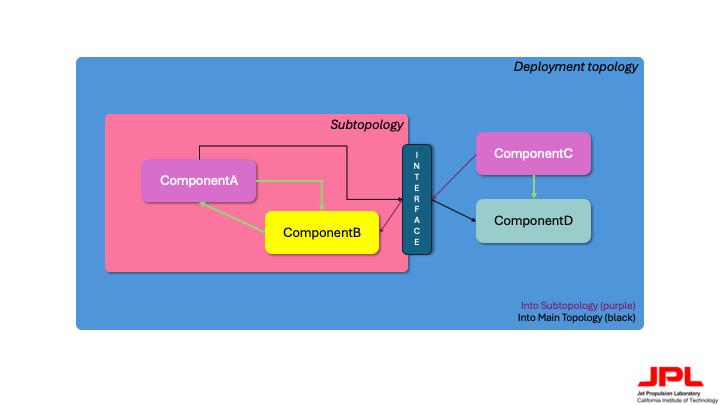 Deployment topology
Subtopology
ComponentA
ComponentB
INTERFACE
ComponentC
ComponentD
Into Subtopology (purple)
Into Main Topology (black)
JPL
Jet Propulsion Laboratory
California Institute of Technology